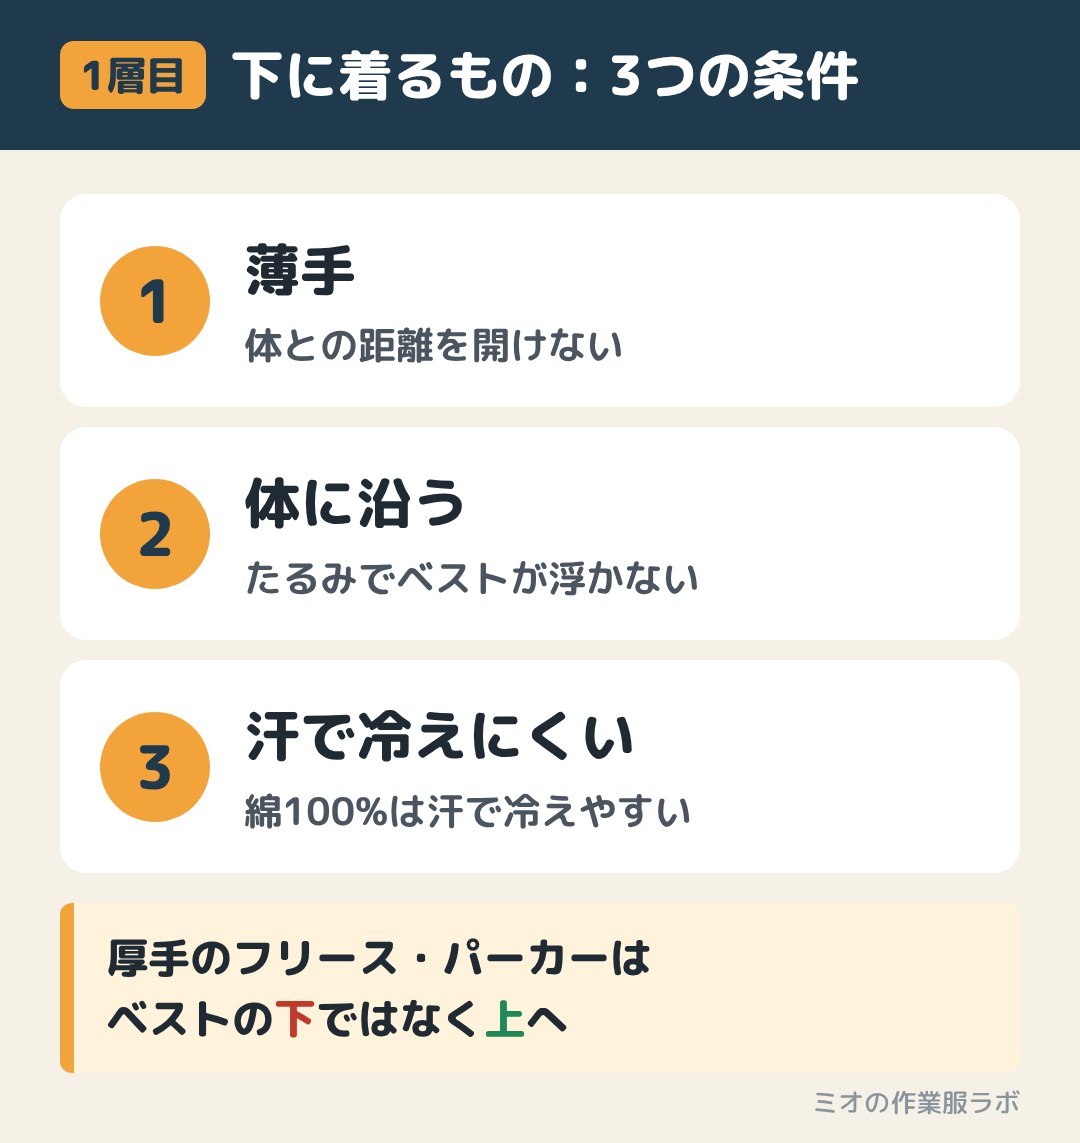 1層目 下に着るもの：3つの条件
1
薄手
体との距離を開けない
2
体に沿う
たるみでベストが浮かない
3
汗で冷えにくい
綿100%は汗で冷えやすい
厚手のフリース・パーカーは
ベストの下ではなく上へ
ミオの作業服ラボ